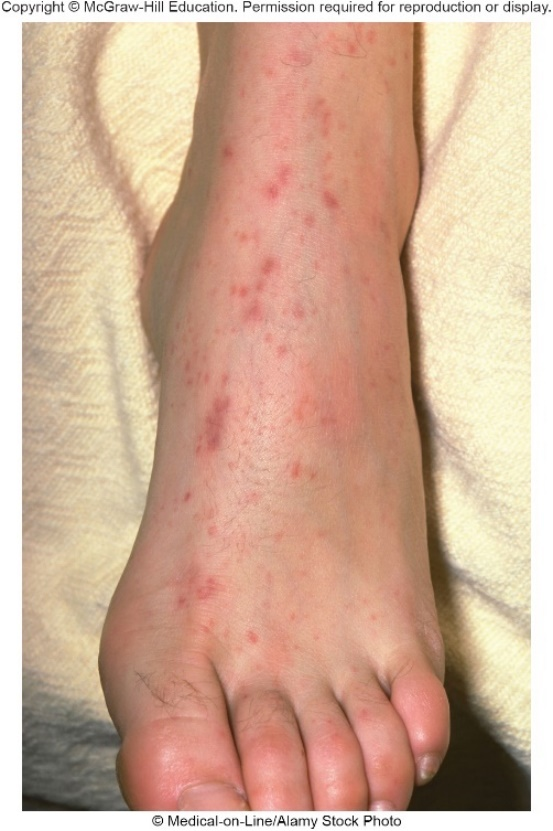 Copyright © McGraw-Hill Education. Permission required for reproduction or display.
© Medical-on-Line/Alamy Stock Photo